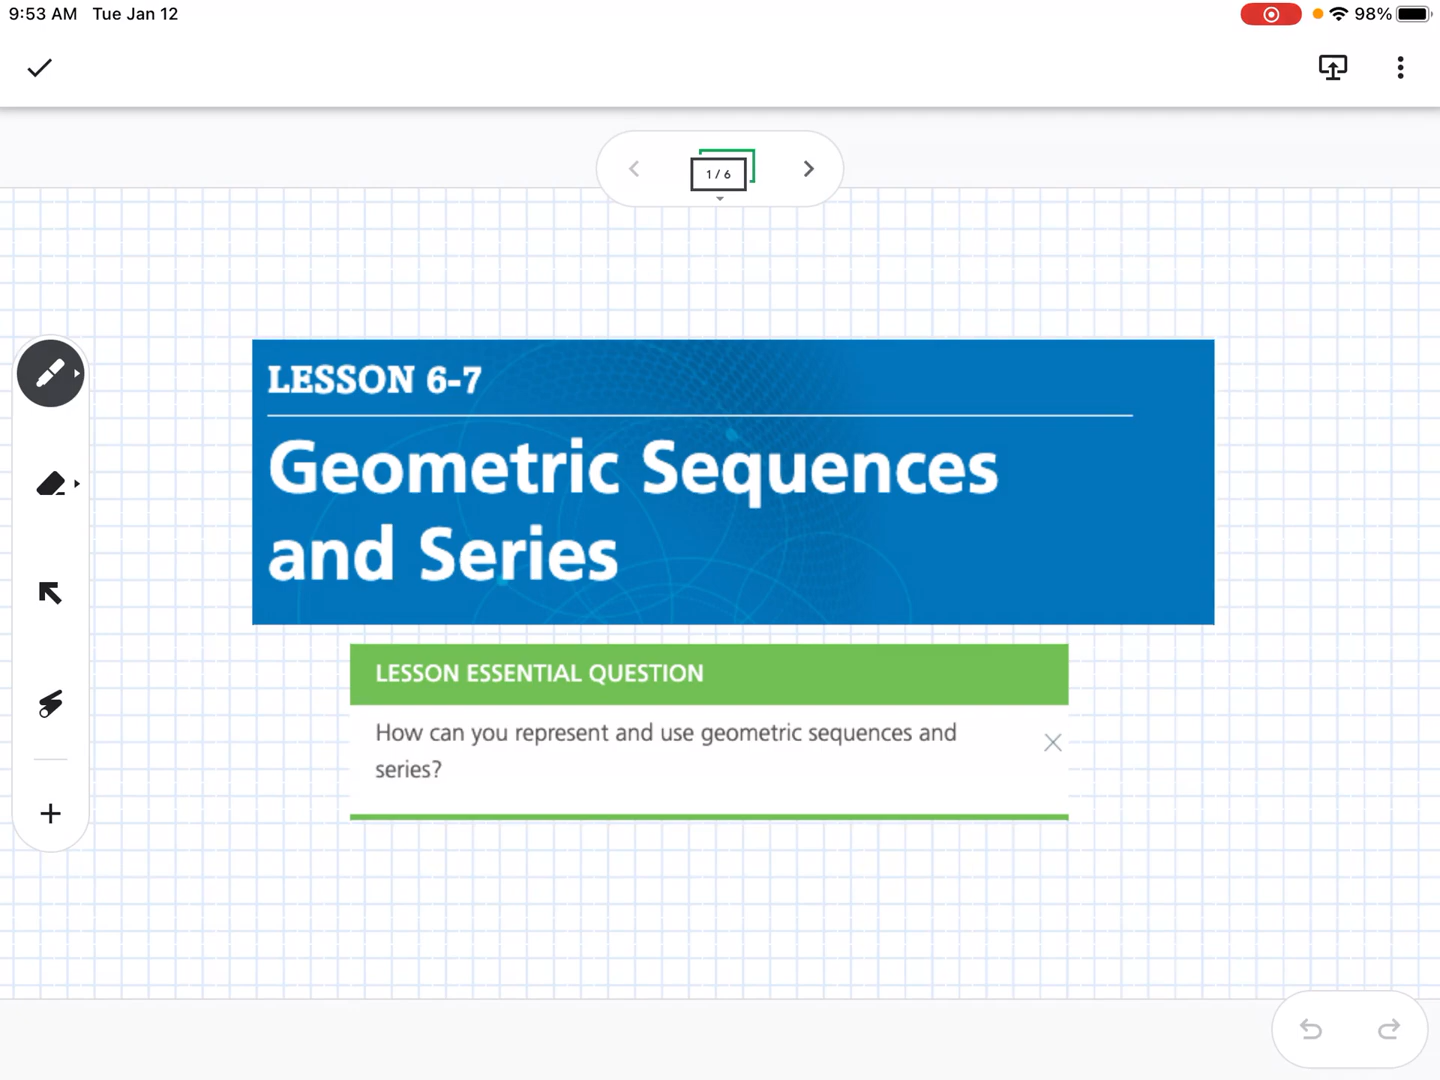 9:53 AM Tue Jan 12
98%
1 / 6
LESSON 6-7
Geometric Sequences
and Series
LESSON ESSENTIAL QUESTION
How can you represent and use geometric sequences and
series?